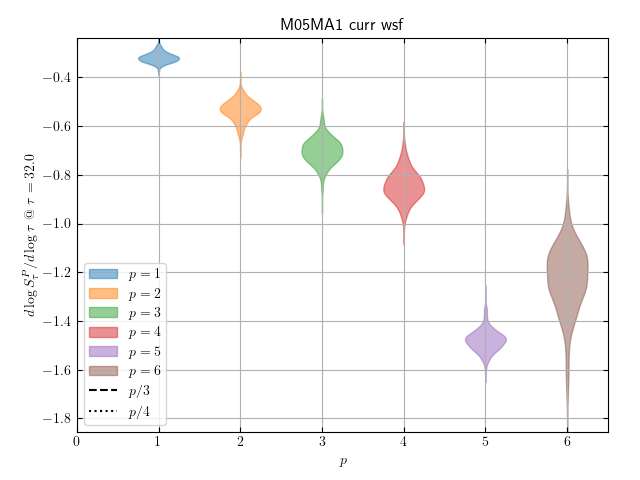 M05MA1 curr wsf
d log S_τ^P / d log τ @ τ = 32.0
−0.4
−0.6
−0.8
−1.0
−1.2
−1.4
−1.6
−1.8
p = 1
p = 2
p = 3
p = 4
p = 5
p = 6
p/3
p/4
0 1 2 3 4 5 6
p